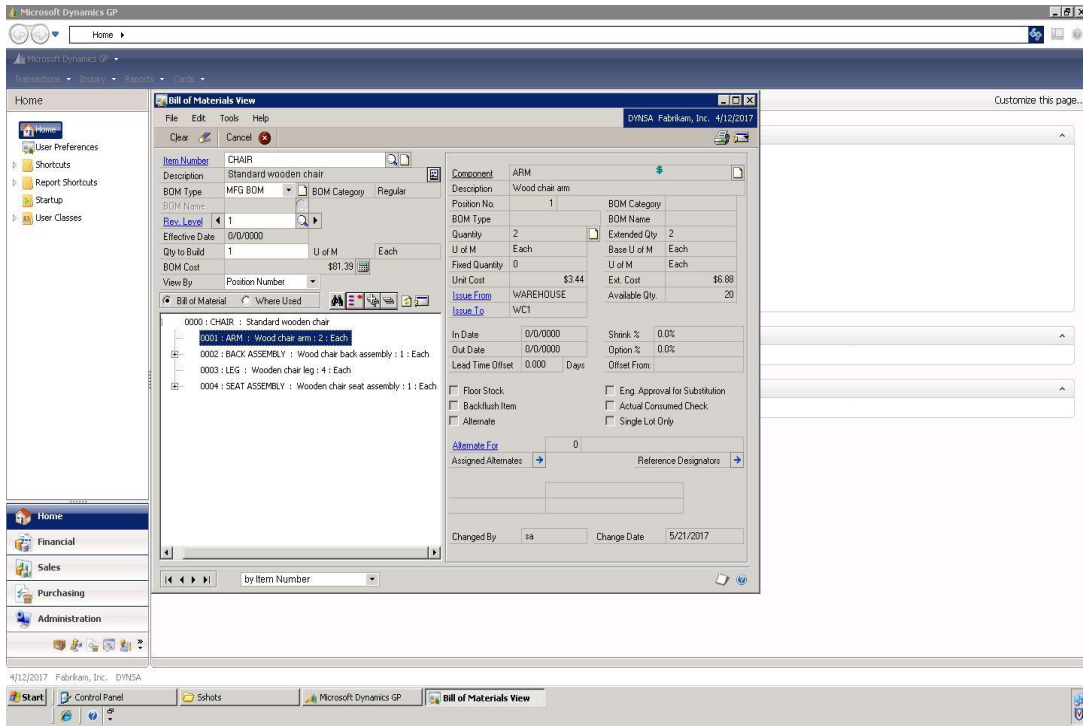 Microsoft Dynamics GP
Home
Microsoft Dynamics GP
Transactions Inquiry Reports Cards
Home
Customize this page...
Home
User Preferences
Shortcuts
Report Shortcuts
Startup
User Classes
Home
Financial
Sales
Purchasing
Administration
Bill of Materials View
File Edit Tools Help
DYNSA Fabrikam, Inc. 4/12/2017
Clear Cancel
Item Number CHAIR
Description Standard wooden chair
BOM Type MFG BOM BOM Category Regular
BOM Name
Rev. Level 1
Effective Date 0/0/0000
Qty to Build 1 U of M Each
BOM Cost $81.39
View By Position Number
Bill of Material Where Used
0000 : CHAIR : Standard wooden chair
0001 : ARM : Wood chair arm : 2 : Each
0002 : BACK ASSEMBLY : Wood chair back assembly : 1 : Each
0003 : LEG : Wooden chair leg : 4 : Each
0004 : SEAT ASSEMBLY : Wooden chair seat assembly : 1 : Each
by Item Number
Component ARM $
Description Wood chair arm
Position No. 1 BOM Category
BOM Type BOM Name
Quantity 2 Extended Qty 2
U of M Each Base U of M Each
Fixed Quantity 0 U of M Each
Unit Cost $3.44 Ext. Cost $6.88
Issue From WAREHOUSE Available Qty. 20
Issue To WC1
In Date 0/0/0000 Shrink % 0.0%
Out Date 0/0/0000 Option % 0.0%
Lead Time Offset 0.000 Days Offset From:
Floor Stock Eng. Approval for Substitution
Backflush Item Actual Consumed Check
Alternate Single Lot Only
Alternate For 0
Assigned Alternates Reference Designators
Changed By sa Change Date 5/21/2017
4/12/2017 Fabrikam, Inc. DYNSA
Start Control Panel Sshots Microsoft Dynamics GP Bill of Materials View